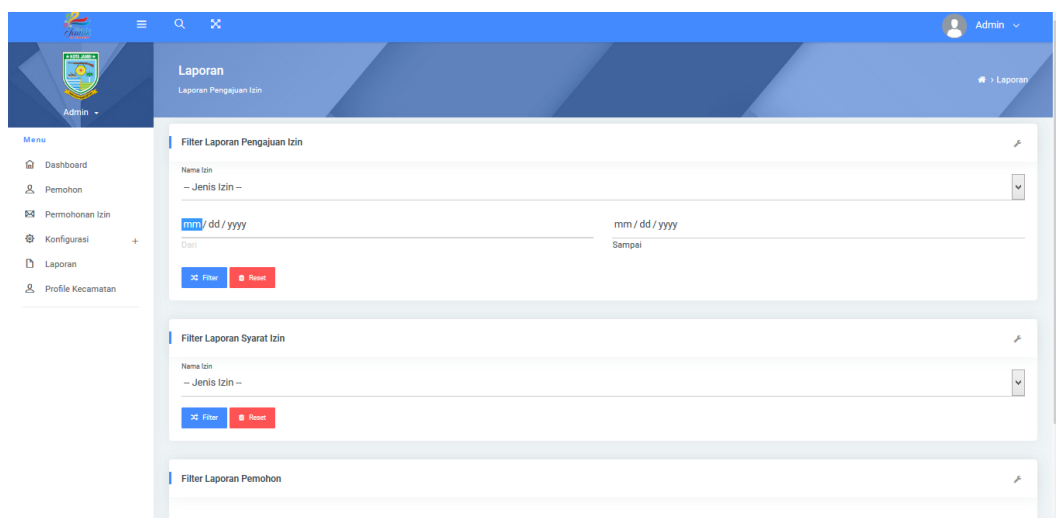 Admin
KOTA JAMBI
Admin
Laporan
Laporan Pengajuan Izin
> Laporan
Menu
Dashboard
Pemohon
Permohonan Izin
Konfigurasi +
Laporan
Profile Kecamatan
Filter Laporan Pengajuan Izin
Nama Izin
-- Jenis Izin --
mm / dd / yyyy
mm / dd / yyyy
Dari
Sampai
Filter
Reset
Filter Laporan Syarat Izin
Nama Izin
-- Jenis Izin --
Filter
Reset
Filter Laporan Pemohon